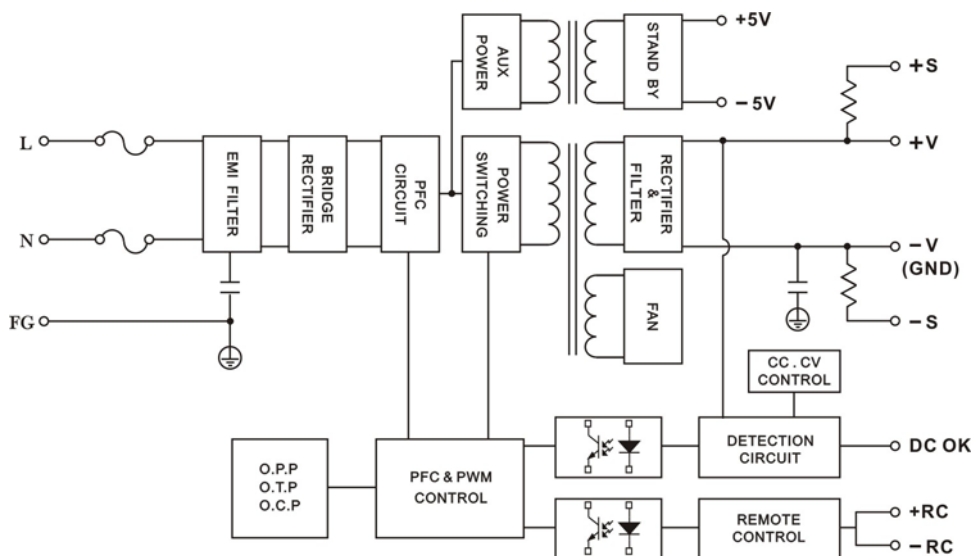 AUX
POWER
STAND BY
+5V
-5V
+S
+V
-V
(GND)
-S
L
N
FG
EMI FILTER
BRIDGE
RECTIFIER
PFC
CIRCUIT
POWER
SWITCHING
RECTIFIER
&
FILTER
FAN
CC . CV
CONTROL
O.P.P
O.T.P
O.C.P
PFC & PWM
CONTROL
DETECTION
CIRCUIT
DC OK
REMOTE
CONTROL
+RC
-RC